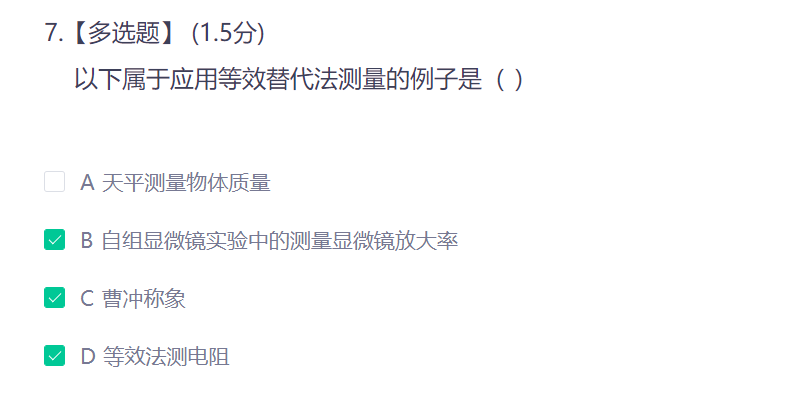 7.【多选题】 (1.5分)
以下属于应用等效替代法测量的例子是（ ）
A 天平测量物体质量
B 自组显微镜实验中的测量显微镜放大率
C 曹冲称象
D 等效法测电阻